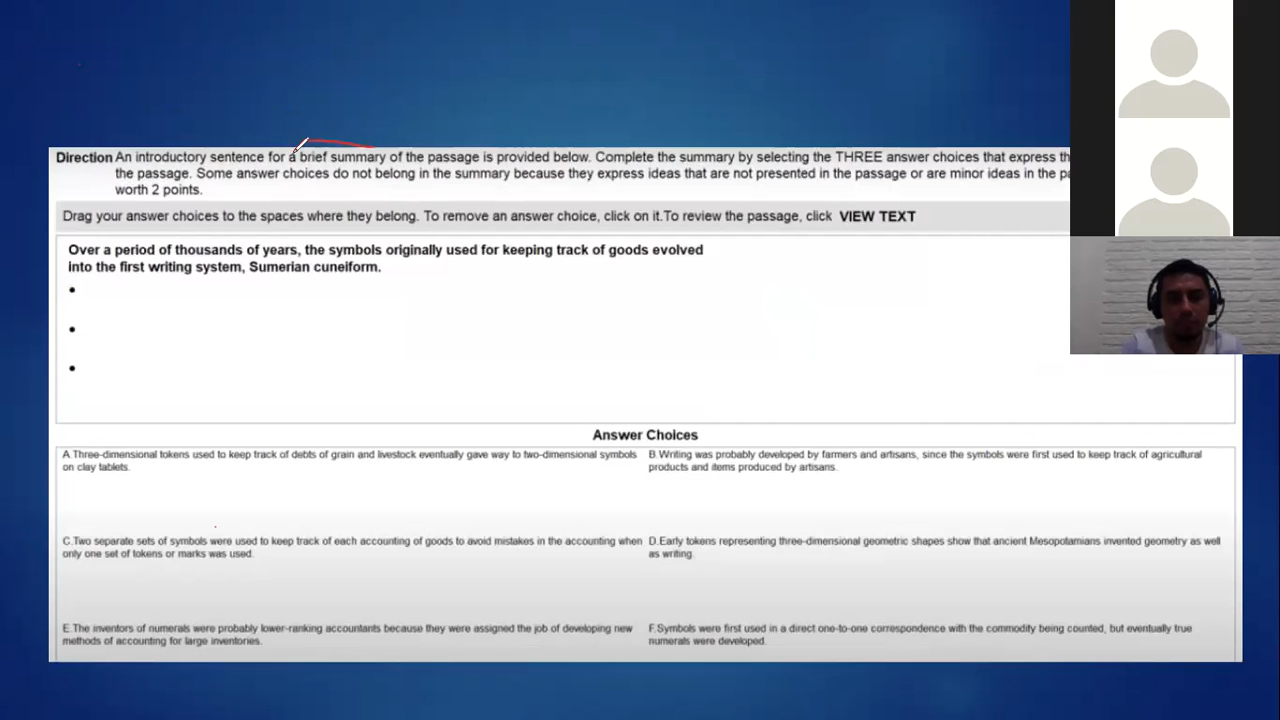 Direction An introductory sentence for a brief summary of the passage is provided below. Complete the summary by selecting the THREE answer choices that express th
the passage. Some answer choices do not belong in the summary because they express ideas that are not presented in the passage or are minor ideas in the pa
worth 2 points.
Drag your answer choices to the spaces where they belong. To remove an answer choice, click on it.To review the passage, click VIEW TEXT
Over a period of thousands of years, the symbols originally used for keeping track of goods evolved
into the first writing system, Sumerian cuneiform.
Answer Choices
A.Three-dimensional tokens used to keep track of debts of grain and livestock eventually gave way to two-dimensional symbols
on clay tablets.
B.Writing was probably developed by farmers and artisans, since the symbols were first used to keep track of agricultural
products and items produced by artisans.
C.Two separate sets of symbols were used to keep track of each accounting of goods to avoid mistakes in the accounting when
only one set of tokens or marks was used.
D.Early tokens representing three-dimensional geometric shapes show that ancient Mesopotamians invented geometry as well
as writing.
E.The inventors of numerals were probably lower-ranking accountants because they were assigned the job of developing new
methods of accounting for large inventories.
F.Symbols were first used in a direct one-to-one correspondence with the commodity being counted, but eventually true
numerals were developed.